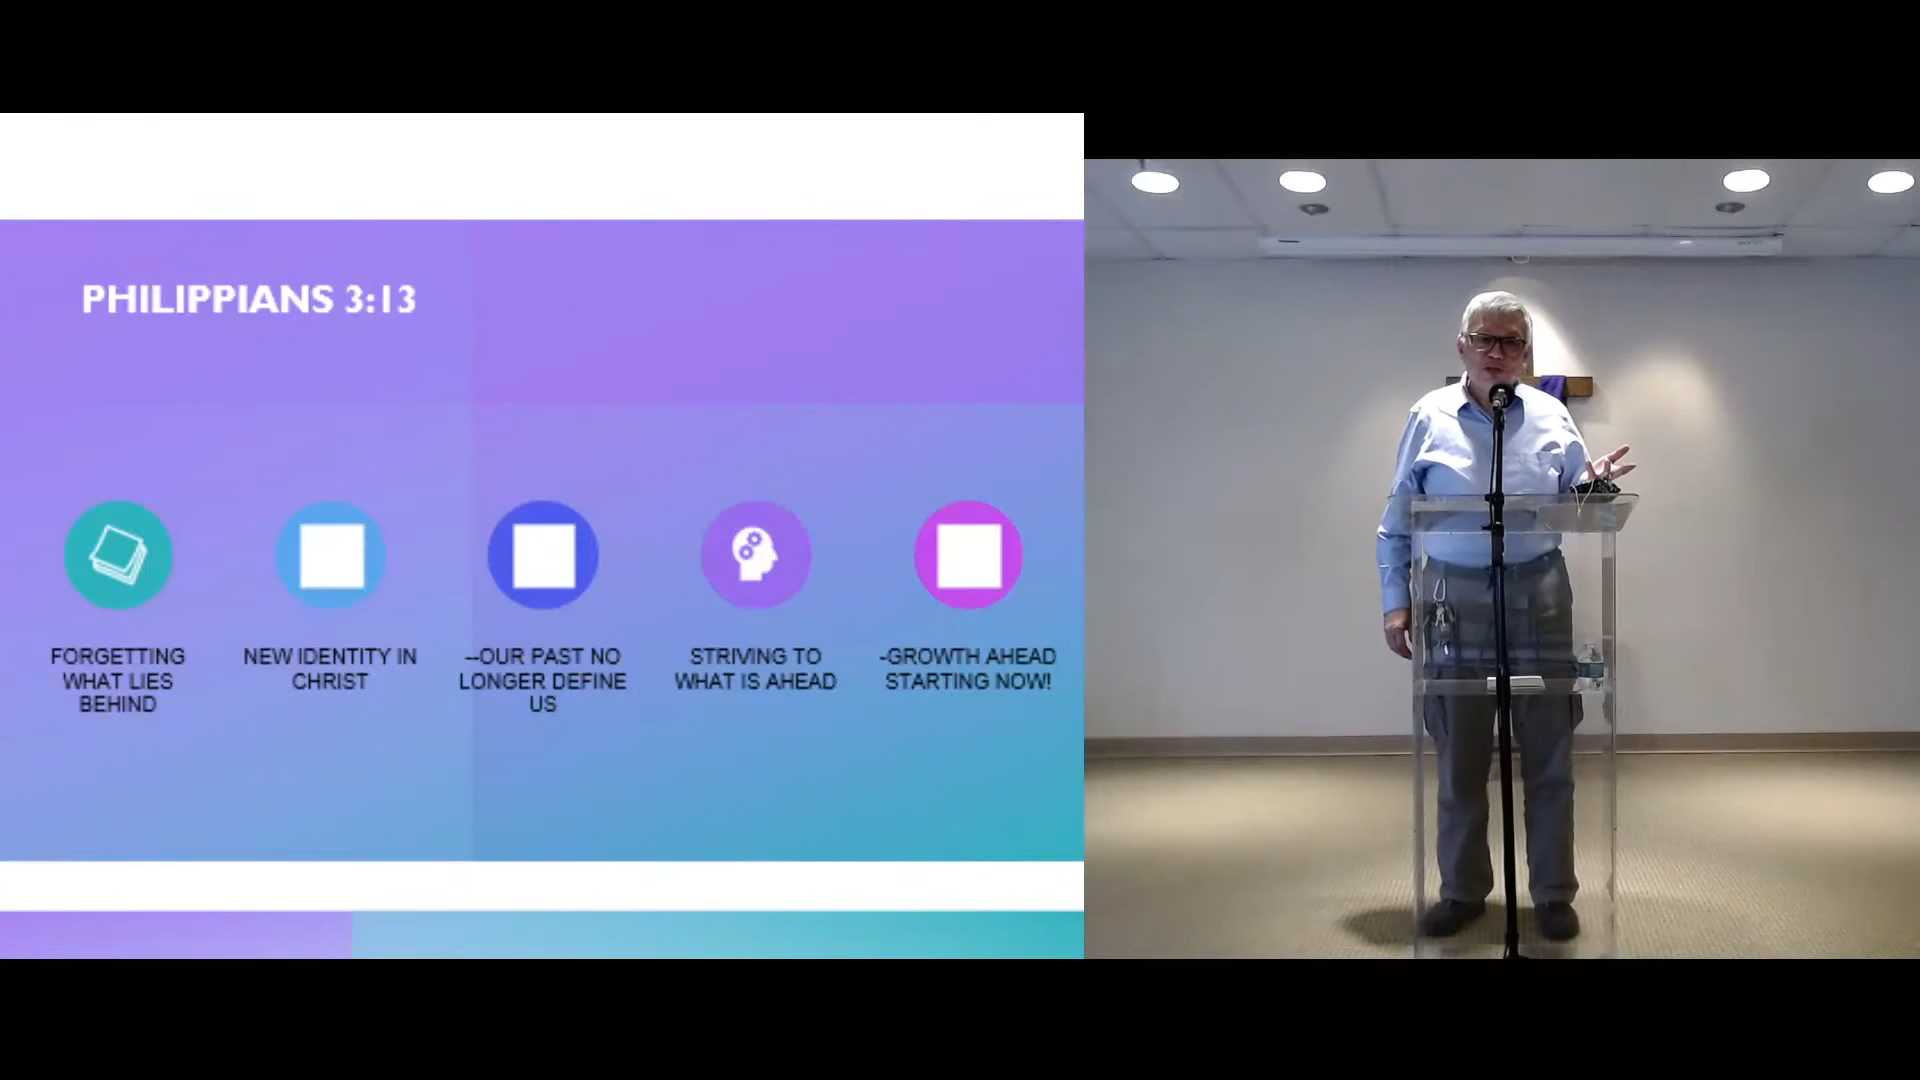 PHILIPPIANS 3:13
FORGETTING
WHAT LIES
BEHIND
NEW IDENTITY IN
CHRIST
--OUR PAST NO
LONGER DEFINE
US
STRIVING TO
WHAT IS AHEAD
-GROWTH AHEAD
STARTING NOW!